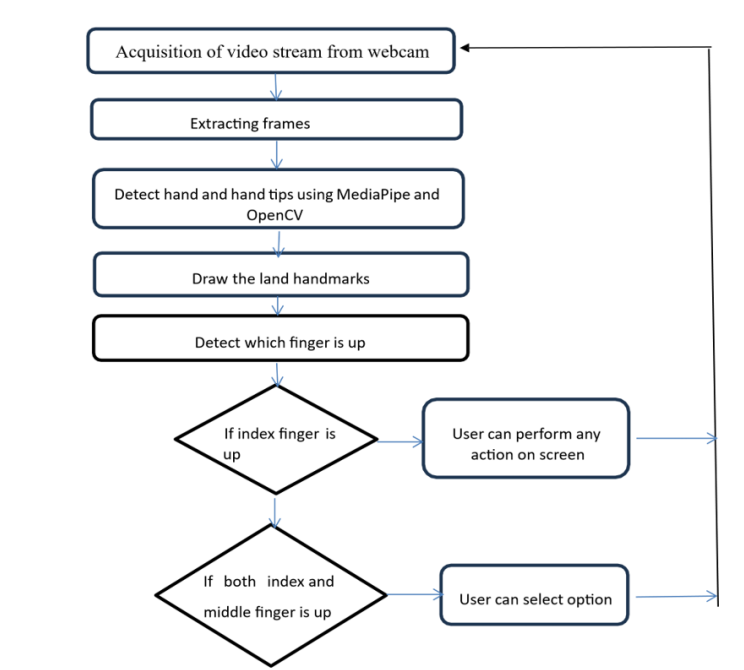 Acquisition of video stream from webcam
Extracting frames
Detect hand and hand tips using MediaPipe and
OpenCV
Draw the land handmarks
Detect which finger is up
If index finger is
up
User can perform any
action on screen
If both index and
middle finger is up
User can select option